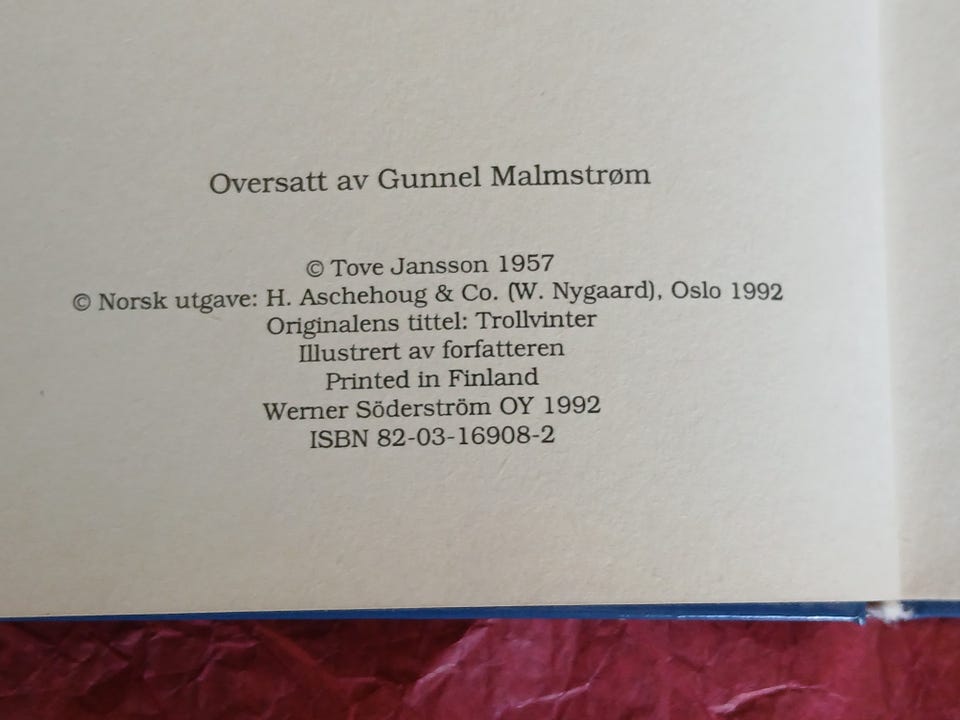 Oversatt av Gunnel Malmstrøm
© Tove Jansson 1957
© Norsk utgave: H. Aschehoug & Co. (W. Nygaard), Oslo 1992
Originalens tittel: Trollvinter
Illustrert av forfatteren
Printed in Finland
Werner Söderström OY 1992
ISBN 82-03-16908-2